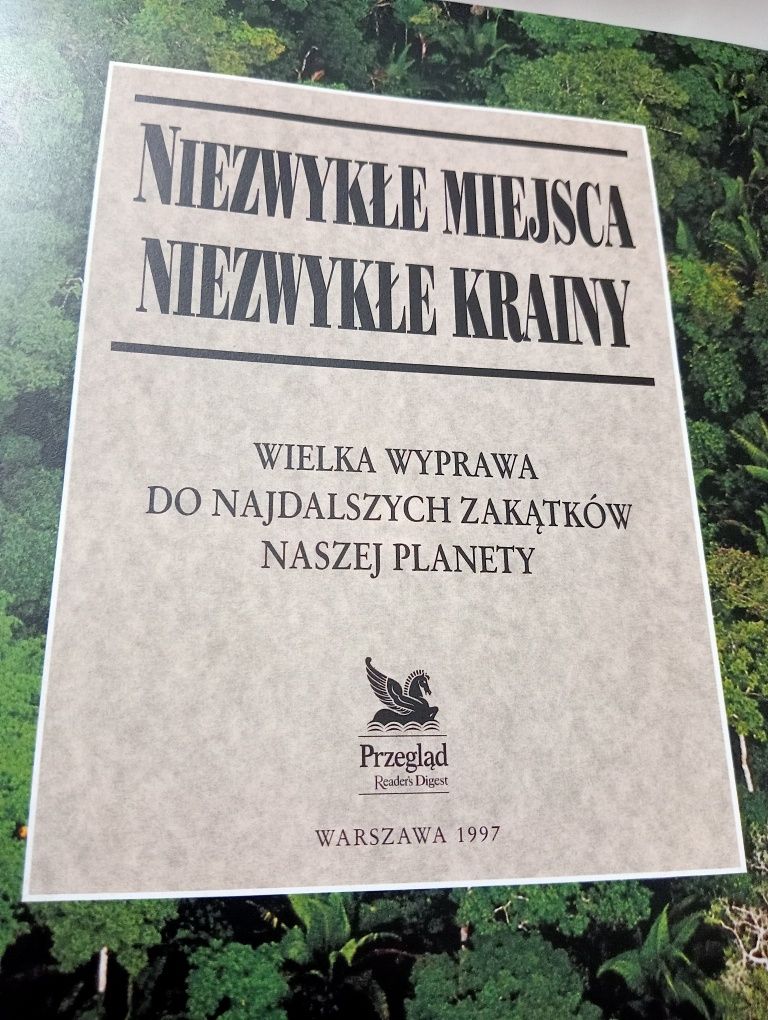 NIEZWYKŁE MIEJSCA
NIEZWYKŁE KRAINY
WIELKA WYPRAWA
DO NAJDALSZYCH ZAKĄTKÓW
NASZEJ PLANETY
Przegląd
Reader's Digest
WARSZAWA 1997